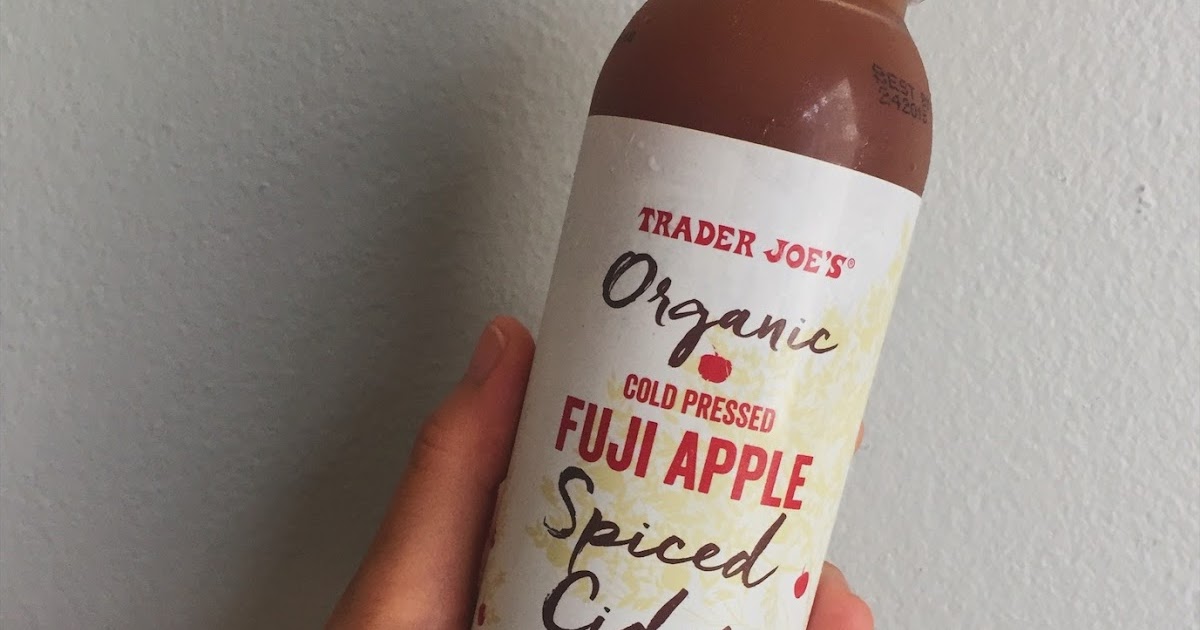 BEST
TRADER JOE'S®
Organic
COLD PRESSED
FUJI APPLE
Spiced